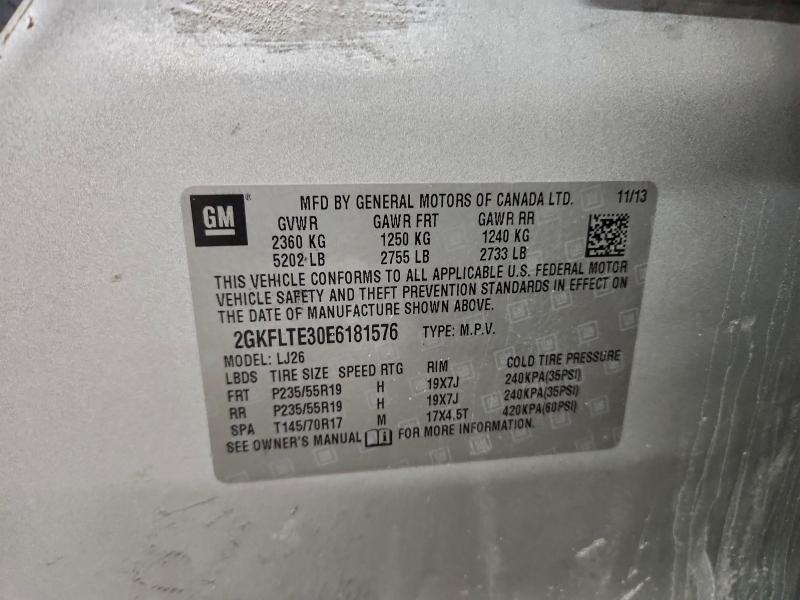 GM ® MFD BY GENERAL MOTORS OF CANADA LTD. 11/13
GVWR GAWR FRT GAWR RR
2360 KG 1250 KG 1240 KG
5202 LB 2755 LB 2733 LB
THIS VEHICLE CONFORMS TO ALL APPLICABLE U.S. FEDERAL MOTOR
VEHICLE SAFETY AND THEFT PREVENTION STANDARDS IN EFFECT ON
THE DATE OF MANUFACTURE SHOWN ABOVE.
2GKFLTE30E6181576 TYPE: M.P.V.
MODEL: LJ26
LBDS TIRE SIZE SPEED RTG RIM COLD TIRE PRESSURE
FRT P235/55R19 H 19X7J 240KPA(35PSI)
RR P235/55R19 H 19X7J 240KPA(35PSI)
SPA T145/70R17 M 17X4.5T 420KPA(60PSI)
SEE OWNER'S MANUAL FOR MORE INFORMATION.